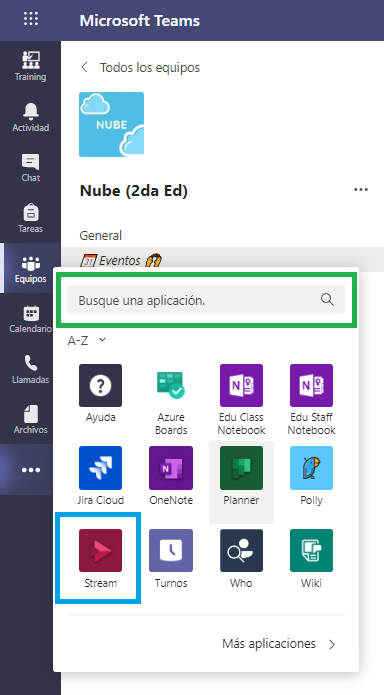 Microsoft Teams
Training
Actividad
Chat
Tareas
Equipos
Calendario
Llamadas
Archivos
Todos los equipos
NUBE
Nube (2da Ed)
General
31 Eventos
Busque una aplicación.
A-Z
Ayuda
Azure Boards
Edu Class Notebook
Edu Staff Notebook
Jira Cloud
OneNote
Planner
Polly
Stream
Turnos
Who
Wiki
Más aplicaciones